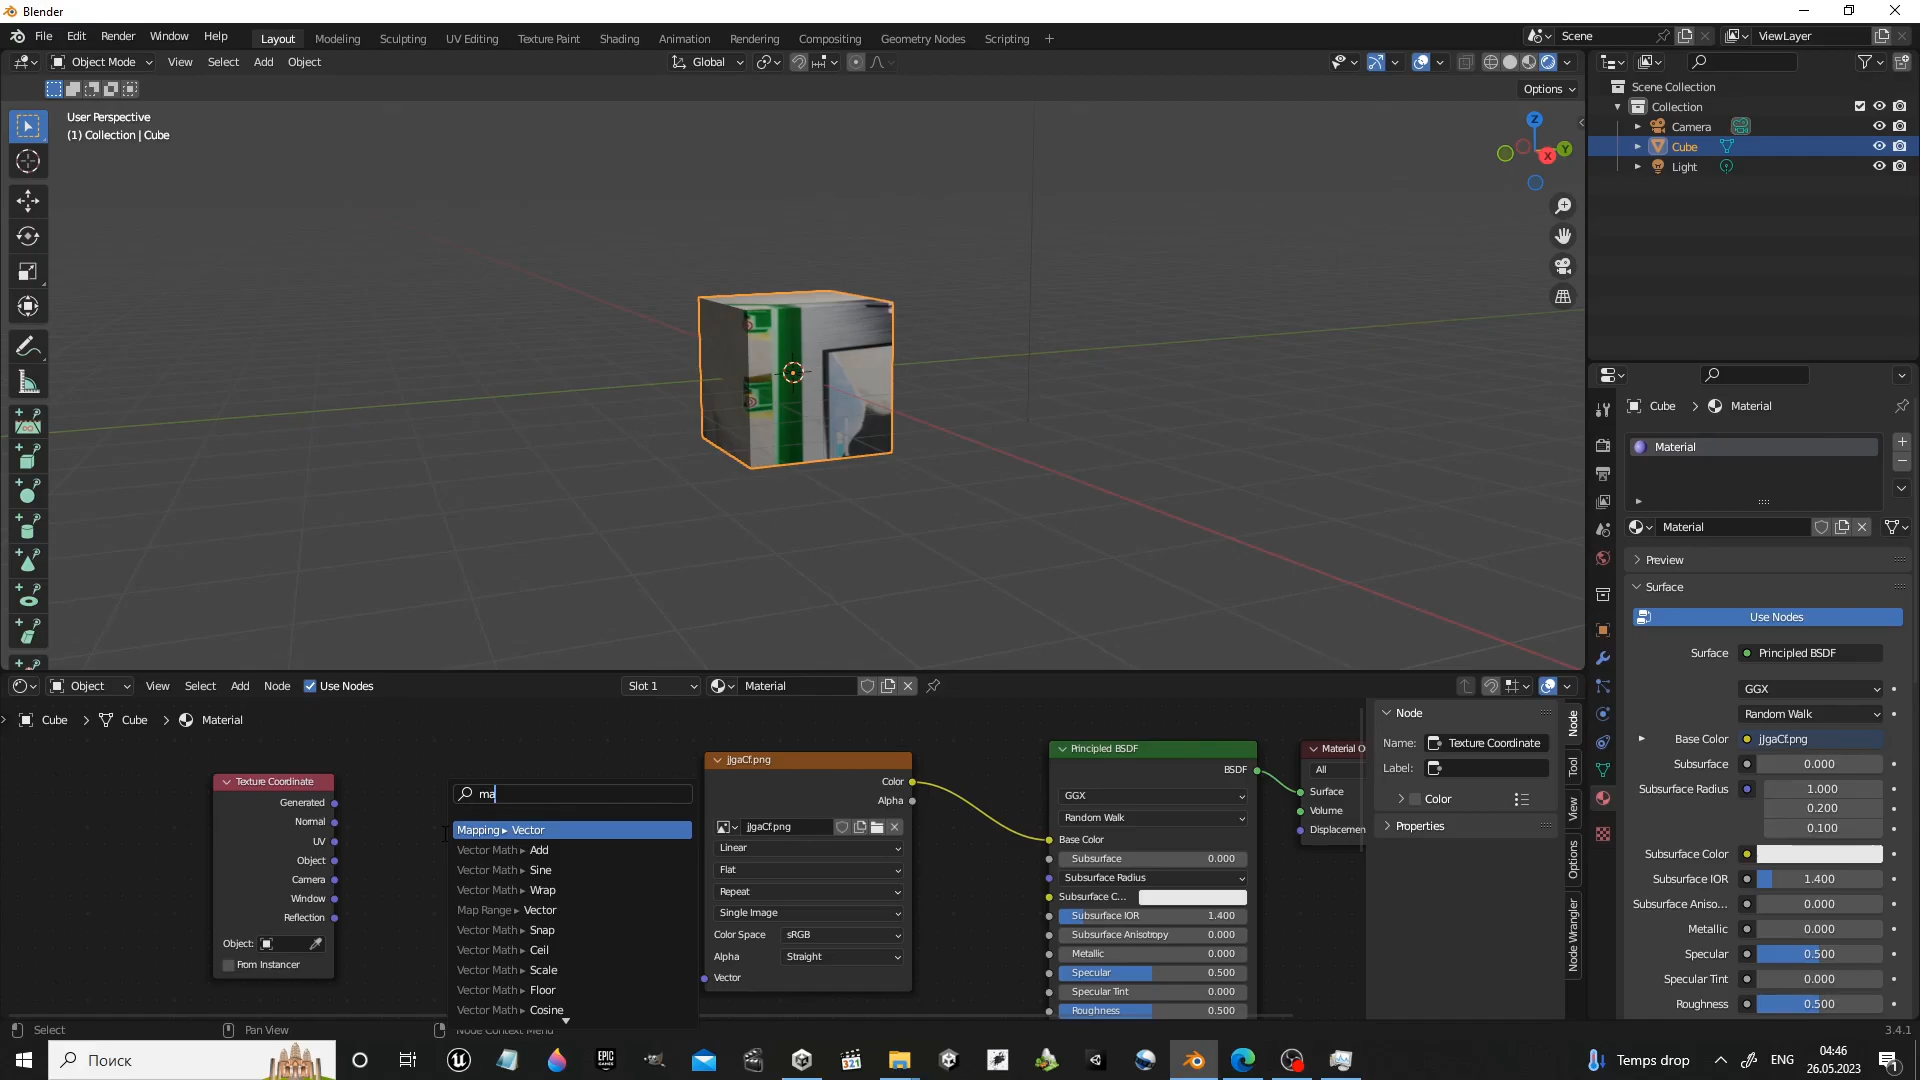 Blender
File Edit Render Window Help
Layout Modeling Sculpting UV Editing Texture Paint Shading Animation Rendering Compositing Geometry Nodes Scripting +
Scene
ViewLayer
Object Mode View Select Add Object
Global
Options
User Perspective
(1) Collection | Cube
Z
Y
X
Scene Collection
Collection
Camera
Cube
Light
Cube > Material
Material
Material
Preview
Surface
Use Nodes
Surface Principled BSDF
GGX
Random Walk
Base Color jJgaCf.png
Subsurface 0.000
Subsurface Radius 1.000
0.200
0.100
Subsurface Color
Subsurface IOR 1.400
Subsurface Aniso... 0.000
Metallic 0.000
Specular 0.500
Specular Tint 0.000
Roughness 0.500
Object View Select Add Node Use Nodes
Slot 1
Material
Cube > Cube > Material
Texture Coordinate
Generated
Normal
UV
Object
Camera
Window
Reflection
Object:
From Instancer
ma
Mapping ▸ Vector
Vector Math ▸ Add
Vector Math ▸ Sine
Vector Math ▸ Wrap
Map Range ▸ Vector
Vector Math ▸ Snap
Vector Math ▸ Ceil
Vector Math ▸ Scale
Vector Math ▸ Floor
Vector Math ▸ Cosine
jJgaCf.png
Color
Alpha
jJgaCf.png
Linear
Flat
Repeat
Single Image
Color Space sRGB
Alpha Straight
Vector
Principled BSDF
BSDF
GGX
Random Walk
Base Color
Subsurface 0.000
Subsurface Radius
Subsurface C...
Subsurface IOR 1.400
Subsurface Anisotropy 0.000
Metallic 0.000
Specular 0.500
Specular Tint 0.000
Roughness 0.500
Material O
All
Surface
Volume
Displacemen
Node
Name: Texture Coordinate
Label:
Color
Properties
Node
Tool
View
Options
Node Wrangler
Select
Pan View
Node Context Menu
3.4.1
Поиск
321
EPIC
GAMES
Temps drop
ENG
04:46
26.05.2023
1